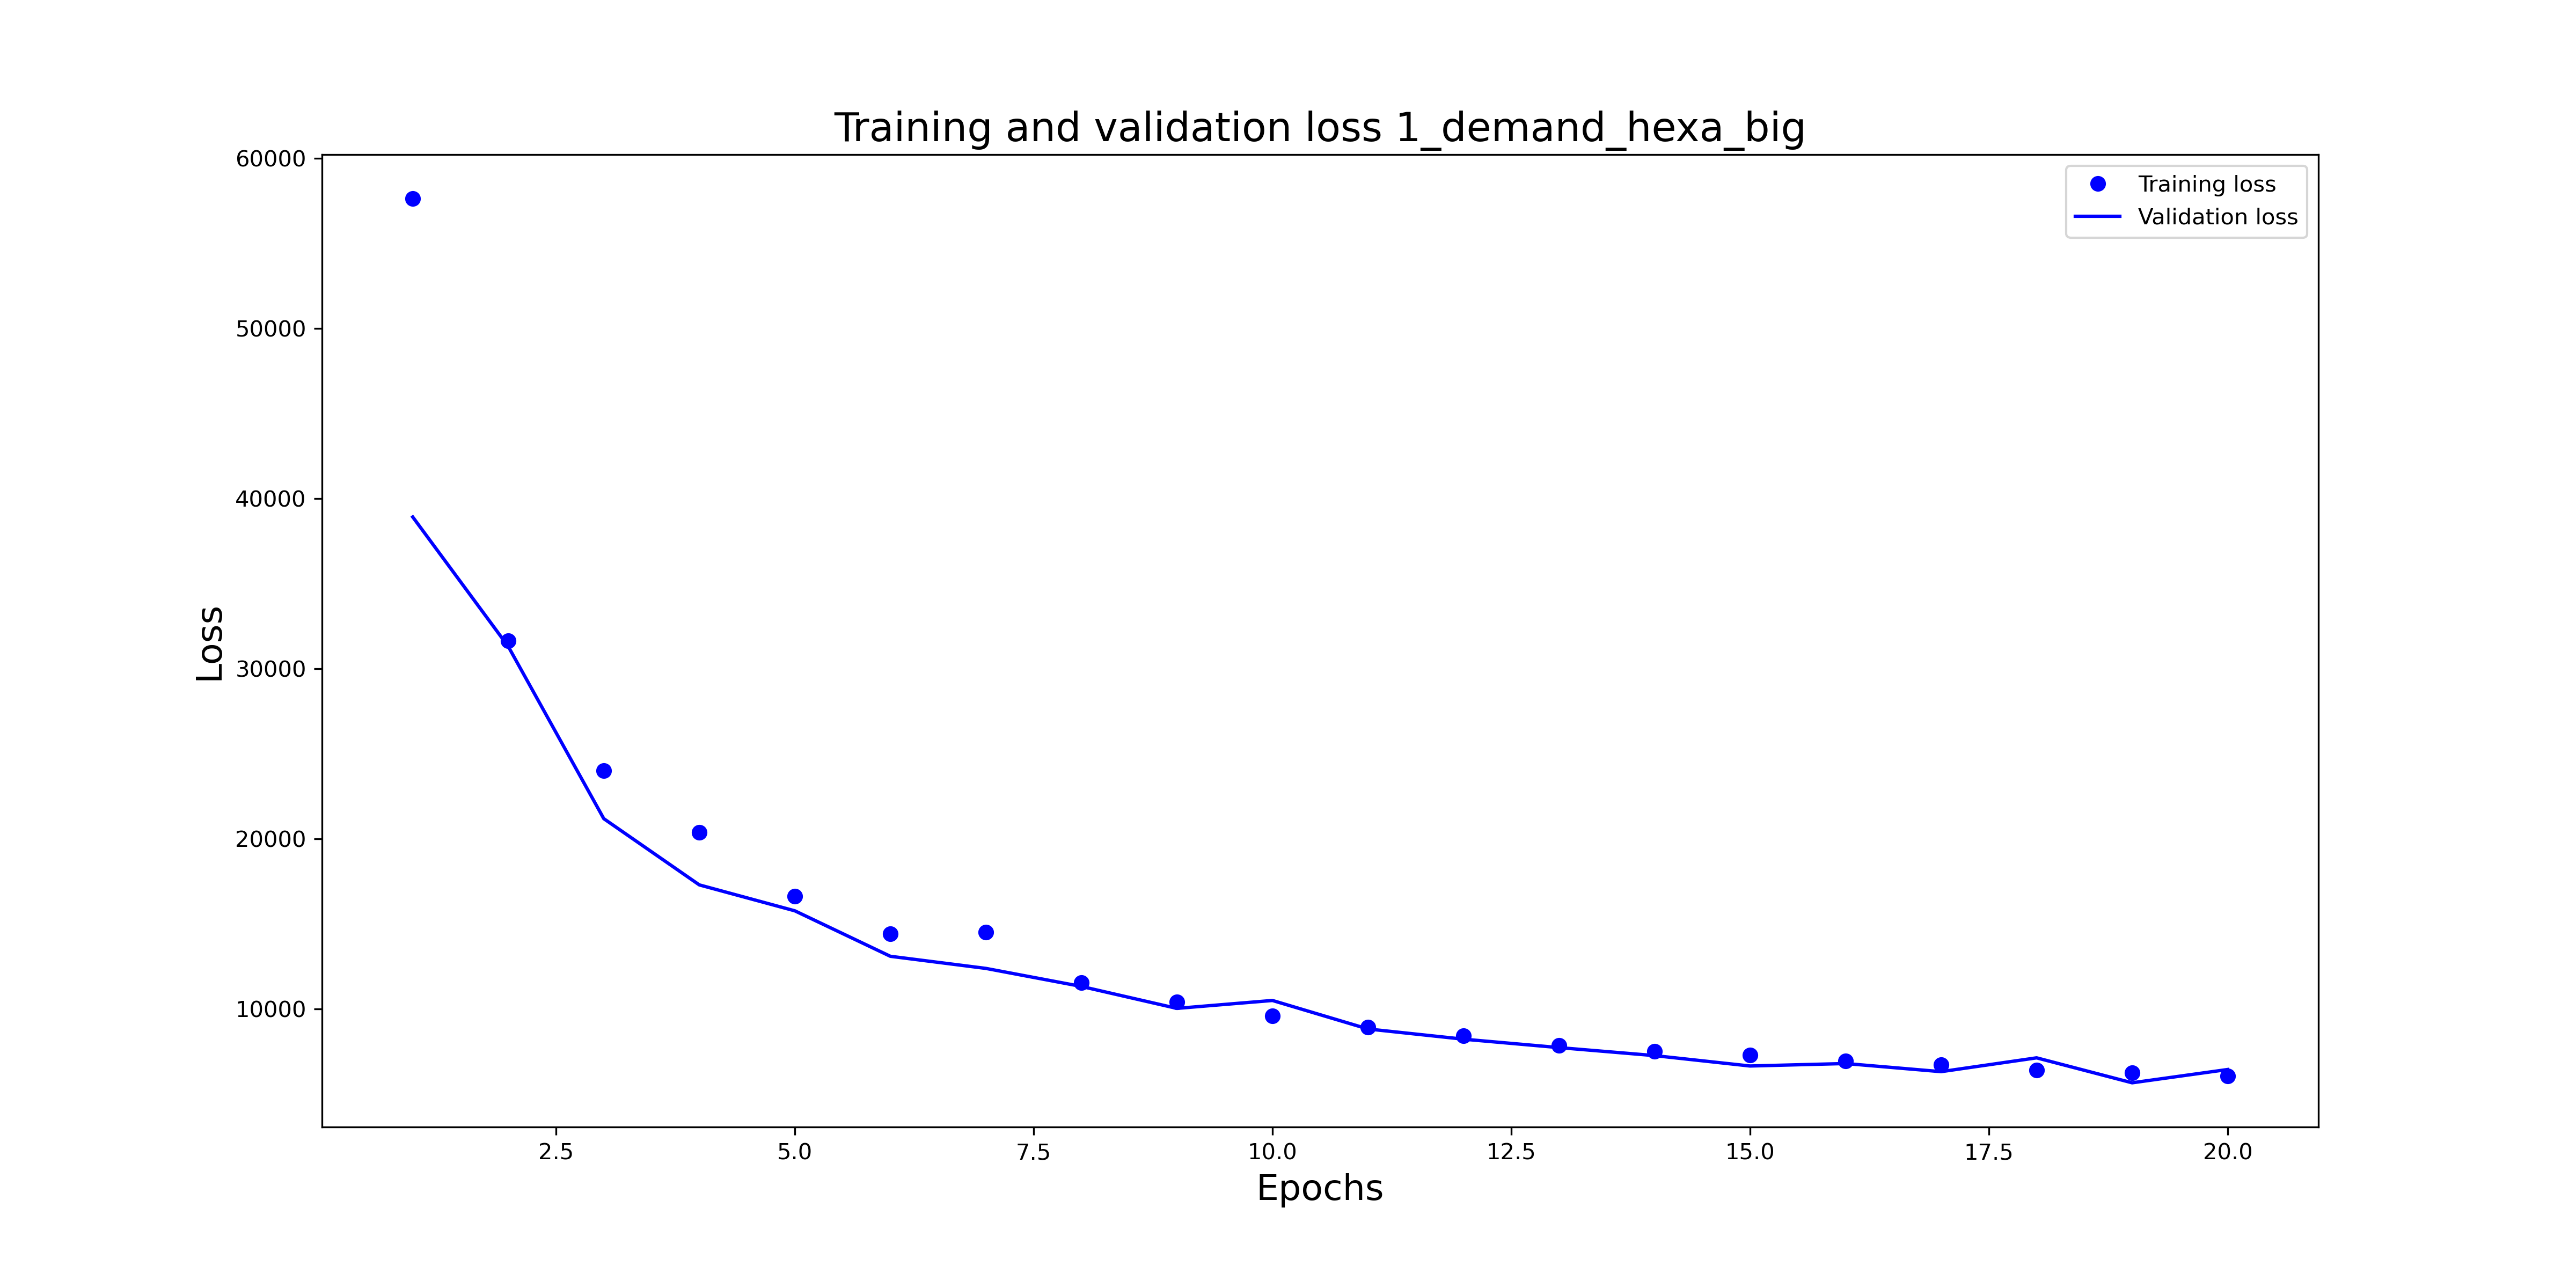 Training and validation loss 1_demand_hexa_big
60000
50000
40000
30000
20000
10000
Loss
Training loss
Validation loss
2.5 5.0 7.5 10.0 12.5 15.0 17.5 20.0
Epochs